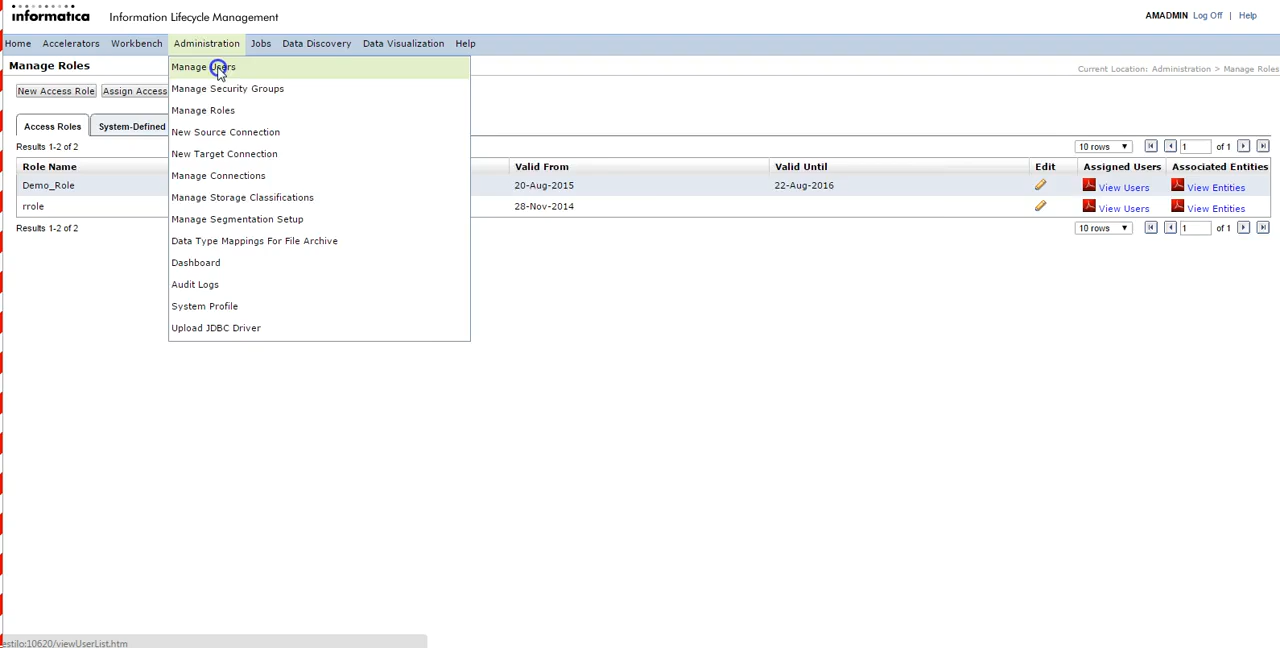 Informatica Information Lifecycle Management AMADMIN Log Off | Help
Home Accelerators Workbench Administration Jobs Data Discovery Data Visualization Help
Manage Roles
Current Location: Administration > Manage Roles
Manage Users
Manage Security Groups
Manage Roles
New Source Connection
New Target Connection
Manage Connections
Manage Storage Classifications
Manage Segmentation Setup
Data Type Mappings For File Archive
Dashboard
Audit Logs
System Profile
Upload JDBC Driver
New Access Role Assign Access
Access Roles System-Defined
Results 1-2 of 2 10 rows 1 of 1
Role Name Valid From Valid Until Edit Assigned Users Associated Entities
Demo_Role 20-Aug-2015 22-Aug-2016 View Users View Entities
rrole 28-Nov-2014 View Users View Entities
Results 1-2 of 2 10 rows 1 of 1
estilo:10620/viewUserList.htm